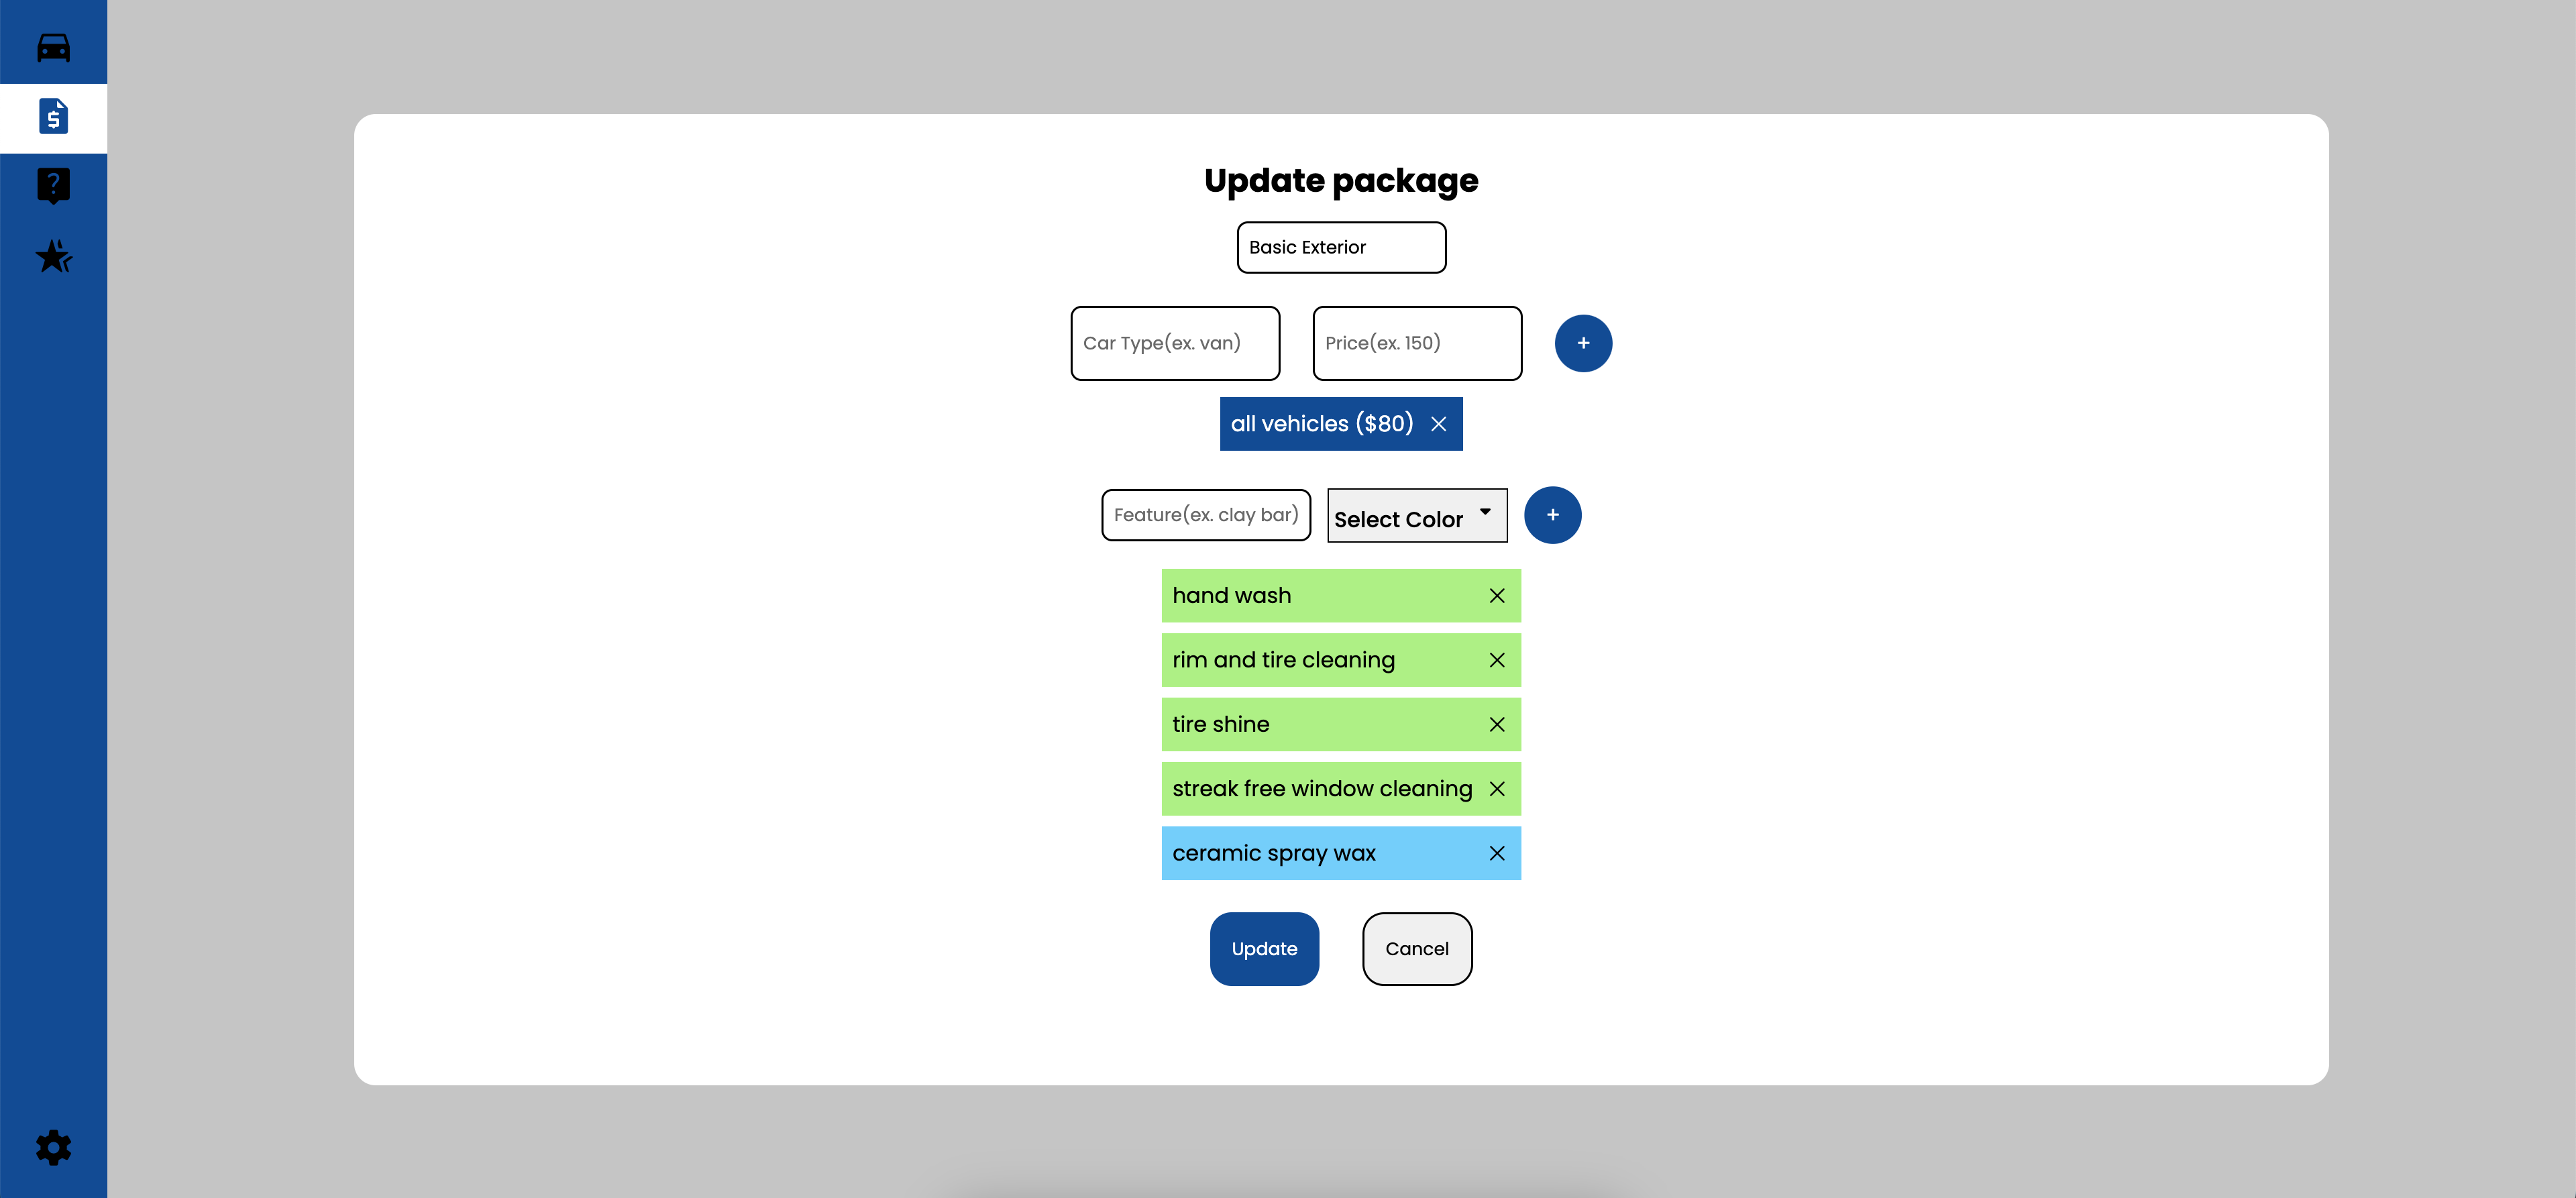 Update package
Basic Exterior
Car Type(ex. van) Price(ex. 150) +
all vehicles ($80)
Feature(ex. clay bar) Select Color +
hand wash
rim and tire cleaning
tire shine
streak free window cleaning
ceramic spray wax
Update Cancel